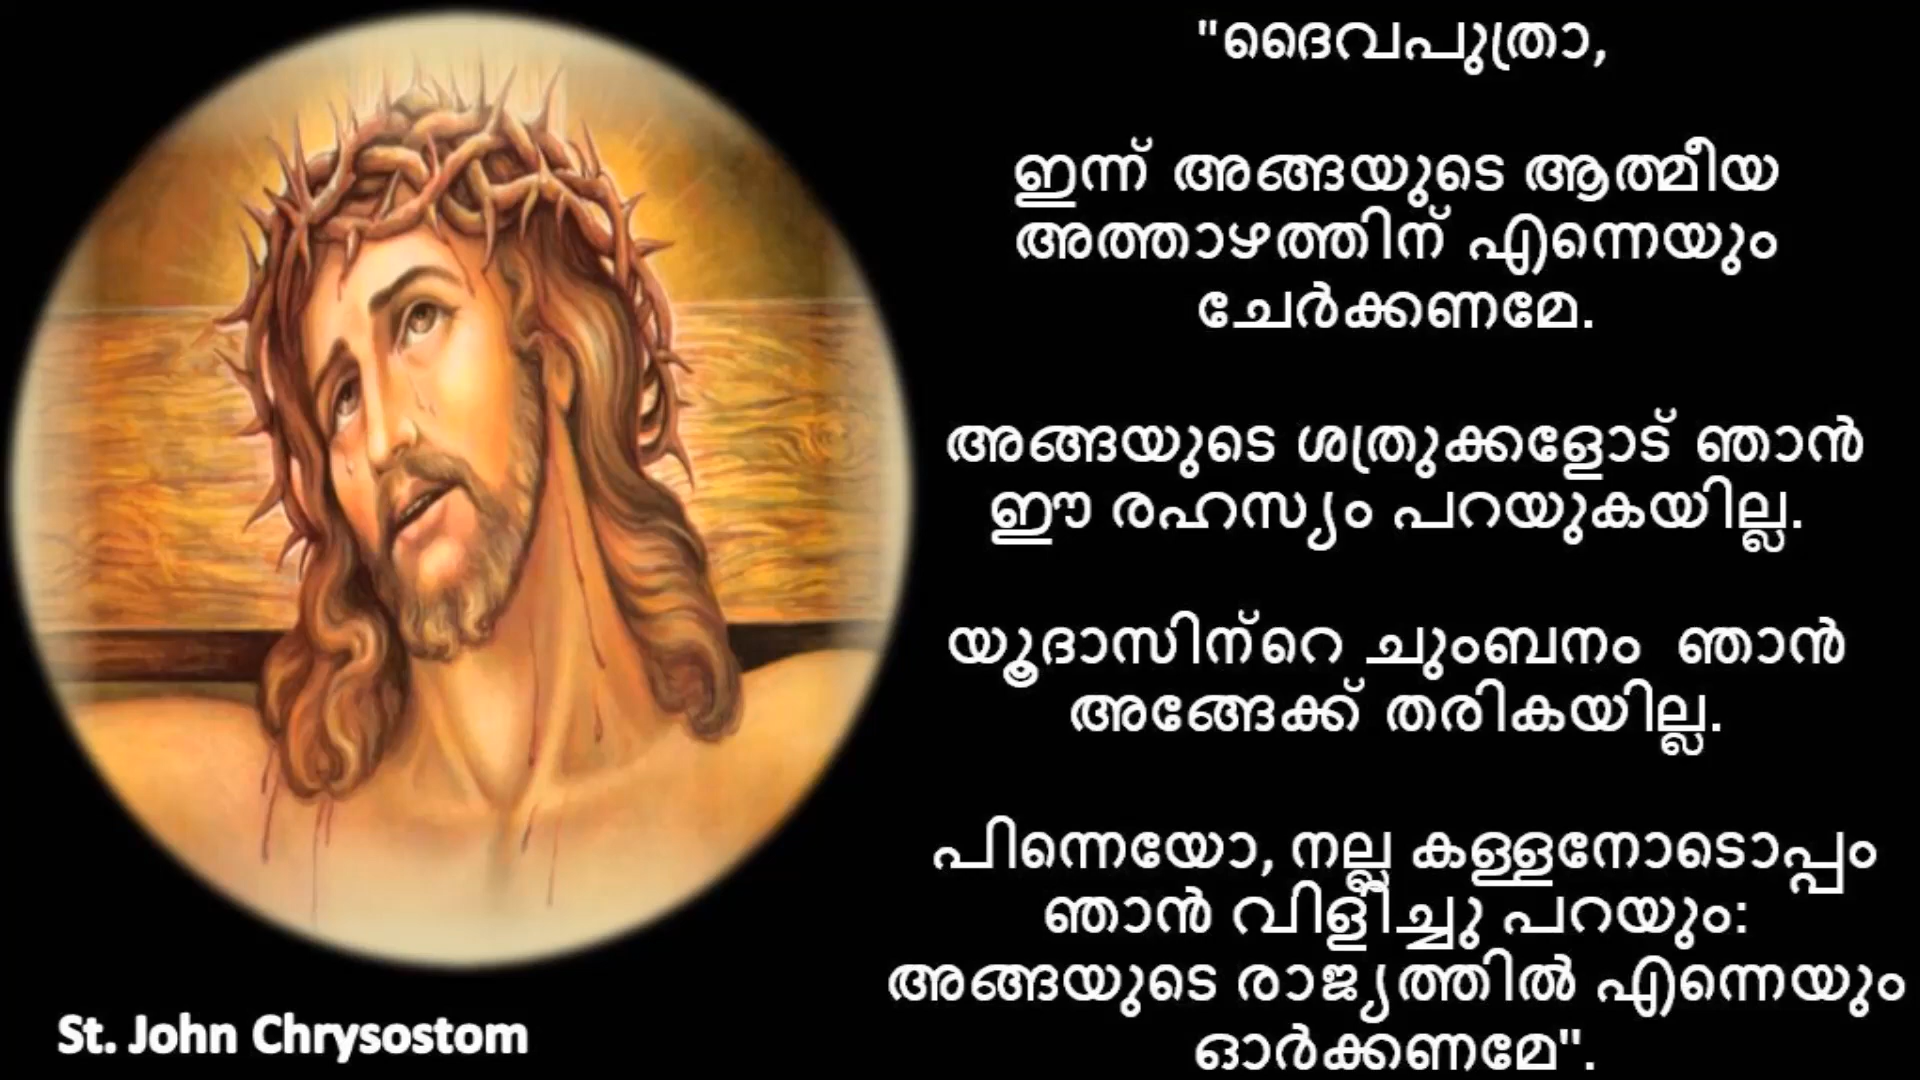 "ദൈവപുത്രാ,
ഇന്ന് അങ്ങയുടെ ആത്മീയ
അത്താഴത്തിന് എന്നെയും
ചേർക്കണമേ.
അങ്ങയുടെ ശത്രുക്കളോട് ഞാൻ
ഈ രഹസ്യം പറയുകയില്ല.
യൂദാസിന്റെ ചുംബനം ഞാൻ
അങ്ങേക്ക് തരികയില്ല.
പിന്നെയോ, നല്ല കള്ളനോടൊപ്പം
ഞാൻ വിളിച്ചു പറയും:
അങ്ങയുടെ രാജ്യത്തിൽ എന്നെയും
ഓർക്കണമേ".
St. John Chrysostom